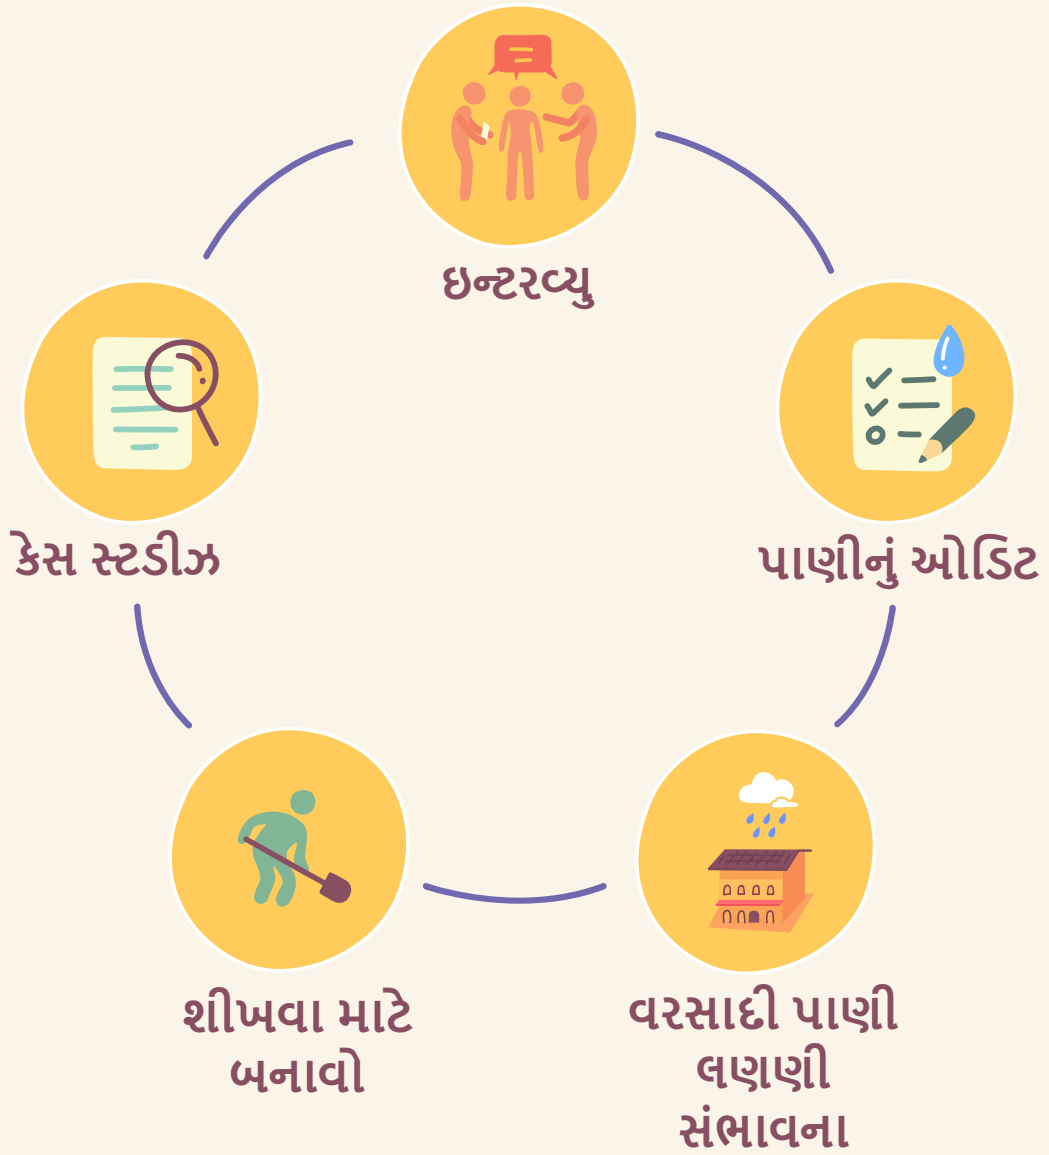 ઇન્ટરવ્યુ
કેસ સ્ટડીઝ
પાણીનું ઓડિટ
શીખવા માટે
બનાવો
વરસાદી પાણી
લણણી
સંભાવના